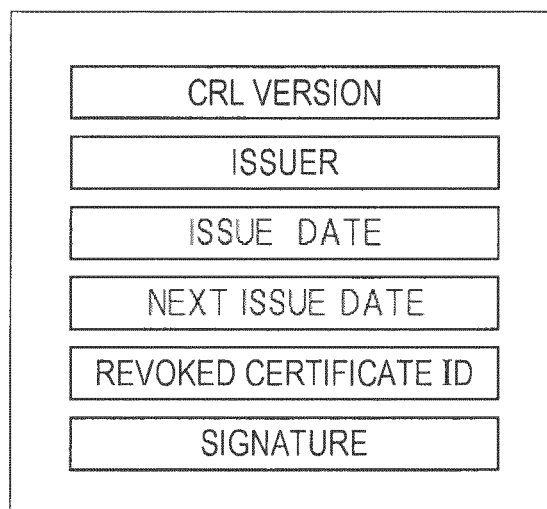 CRL VERSION
ISSUER
ISSUE DATE
NEXT ISSUE DATE
REVOKED CERTIFICATE ID
SIGNATURE